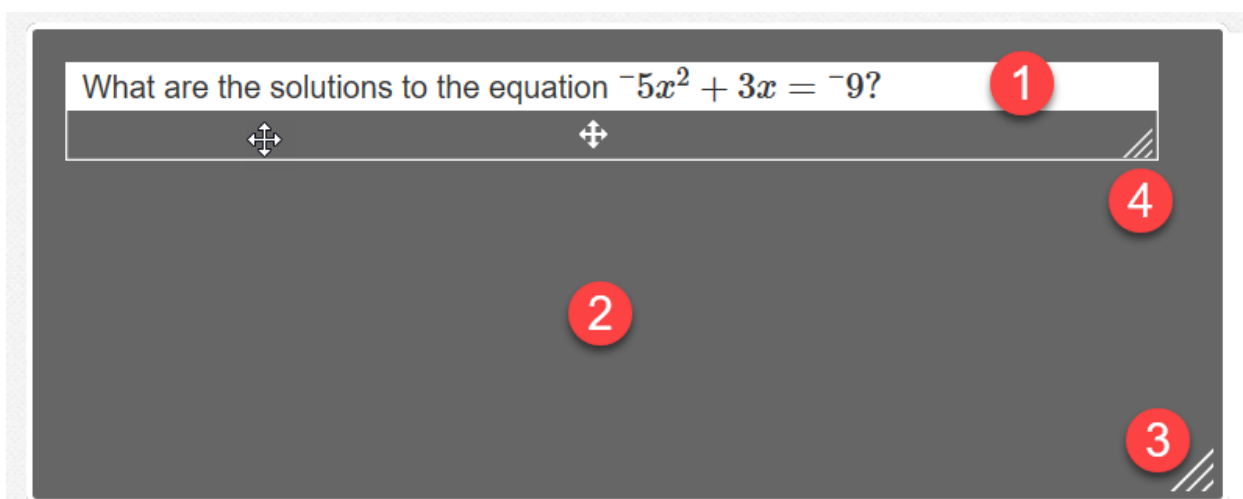 What are the solutions to the equation ⁻5x² + 3x = ⁻9?
1
4
2
3